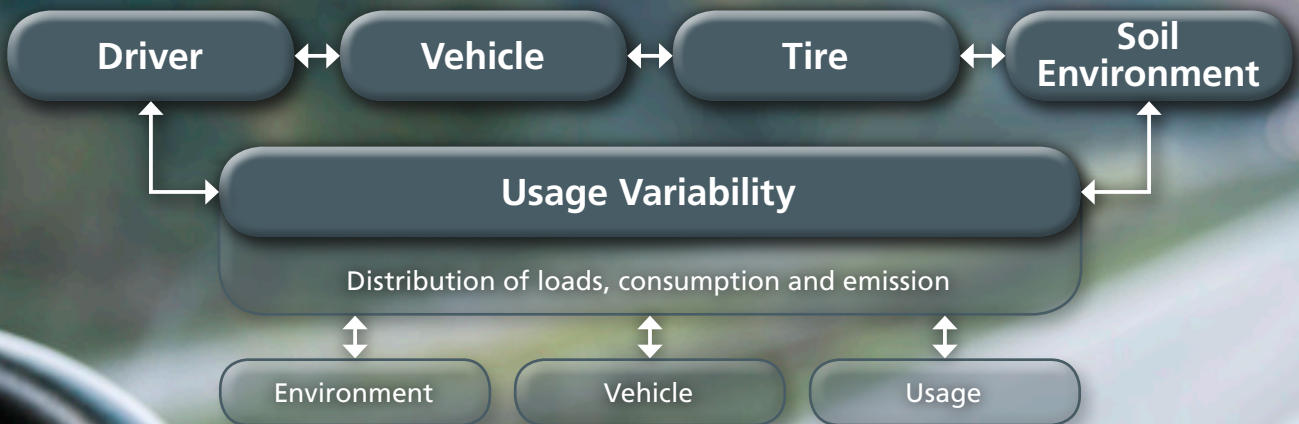 Driver
Vehicle
Tire
Soil
Environment
Usage Variability
Distribution of loads, consumption and emission
Environment
Vehicle
Usage